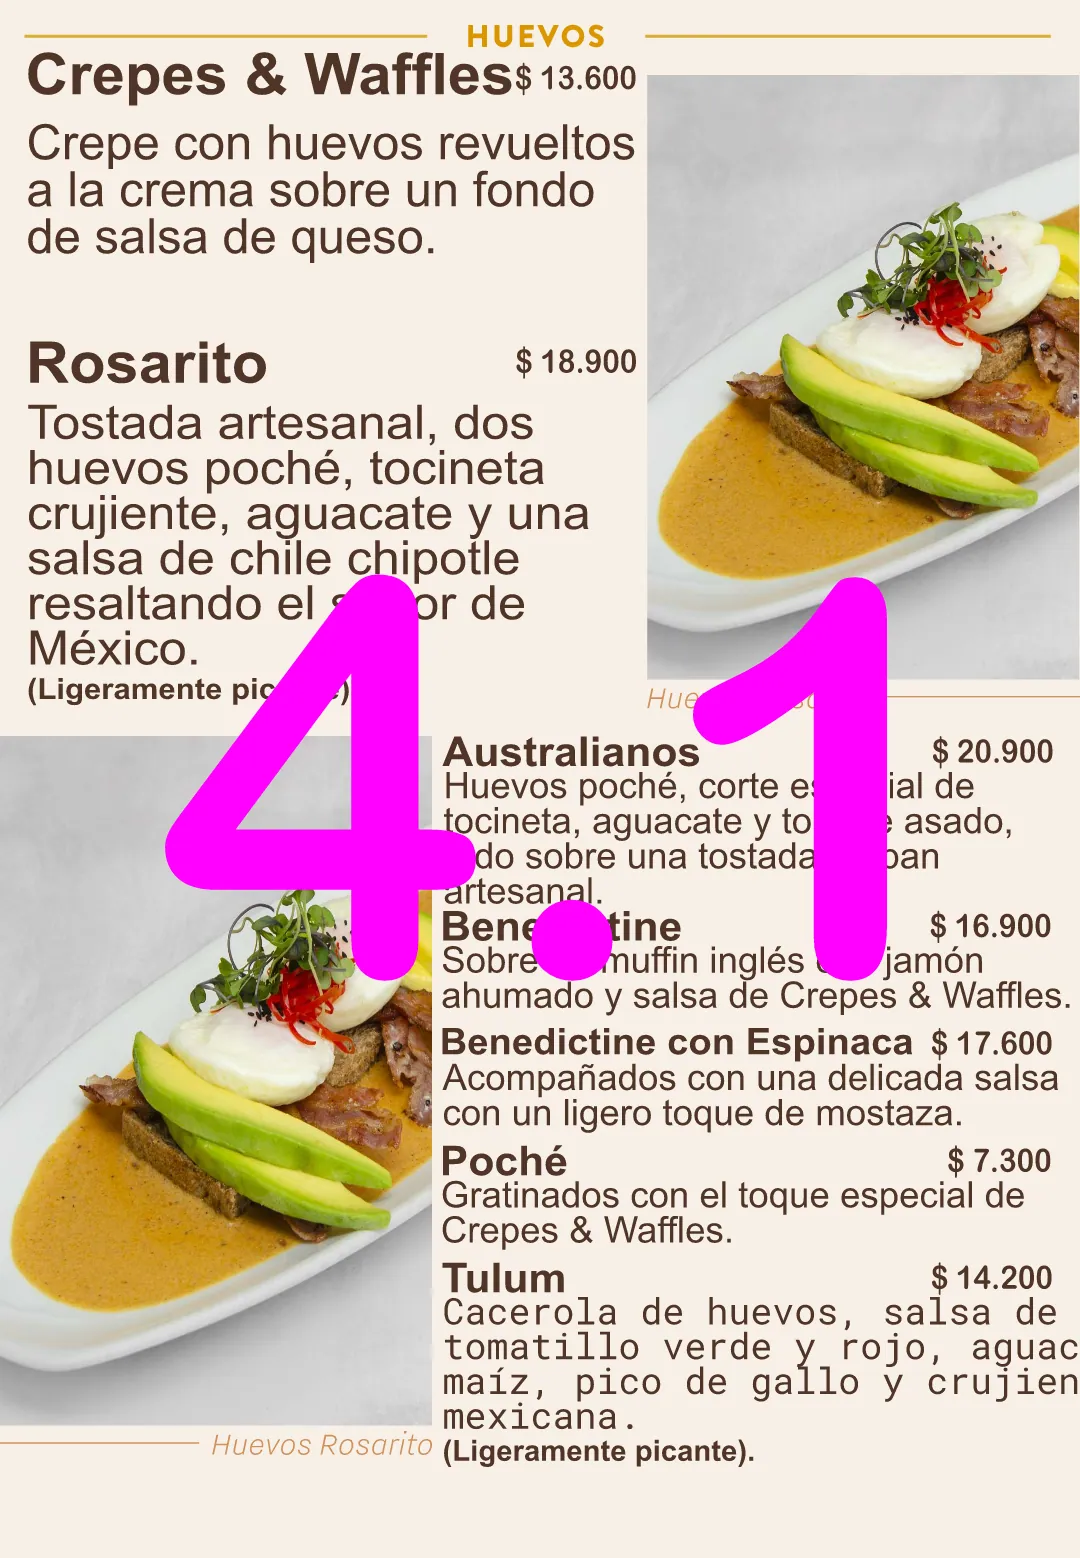 HUEVOS
Crepes & Waffles $ 13.600
Crepe con huevos revueltos
a la crema sobre un fondo
de salsa de queso.
Rosarito $ 18.900
Tostada artesanal, dos
huevos poché, tocineta
crujiente, aguacate y una
salsa de chile chipotle
resaltando el de
México.
(Ligeramente
4.1
Australianos $ 20.900
Huevos poché, corte de
tocineta, aguacate y asado,
sobre una tostada pan
artesanal.
$ 16.900
Sobre muffin inglés jamón
ahumado y salsa de Crepes & Waffles.
Benedictine con Espinaca $ 17.600
Acompañados con una delicada salsa
con un ligero toque de mostaza.
Poché $ 7.300
Gratinados con el toque especial de
Crepes & Waffles.
Tulum $ 14.200
Cacerola de huevos, salsa de
tomatillo verde y rojo, aguac
maíz, pico de gallo y crujien
mexicana.
(Ligeramente picante).
Huevos Rosarito